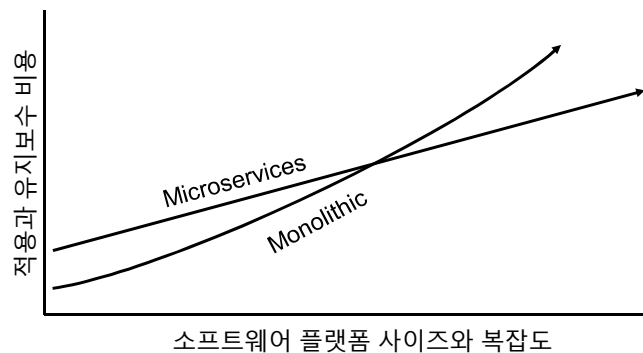 적용과 유지보수 비용
Microservices
Monolithic
소프트웨어 플랫폼 사이즈와 복잡도